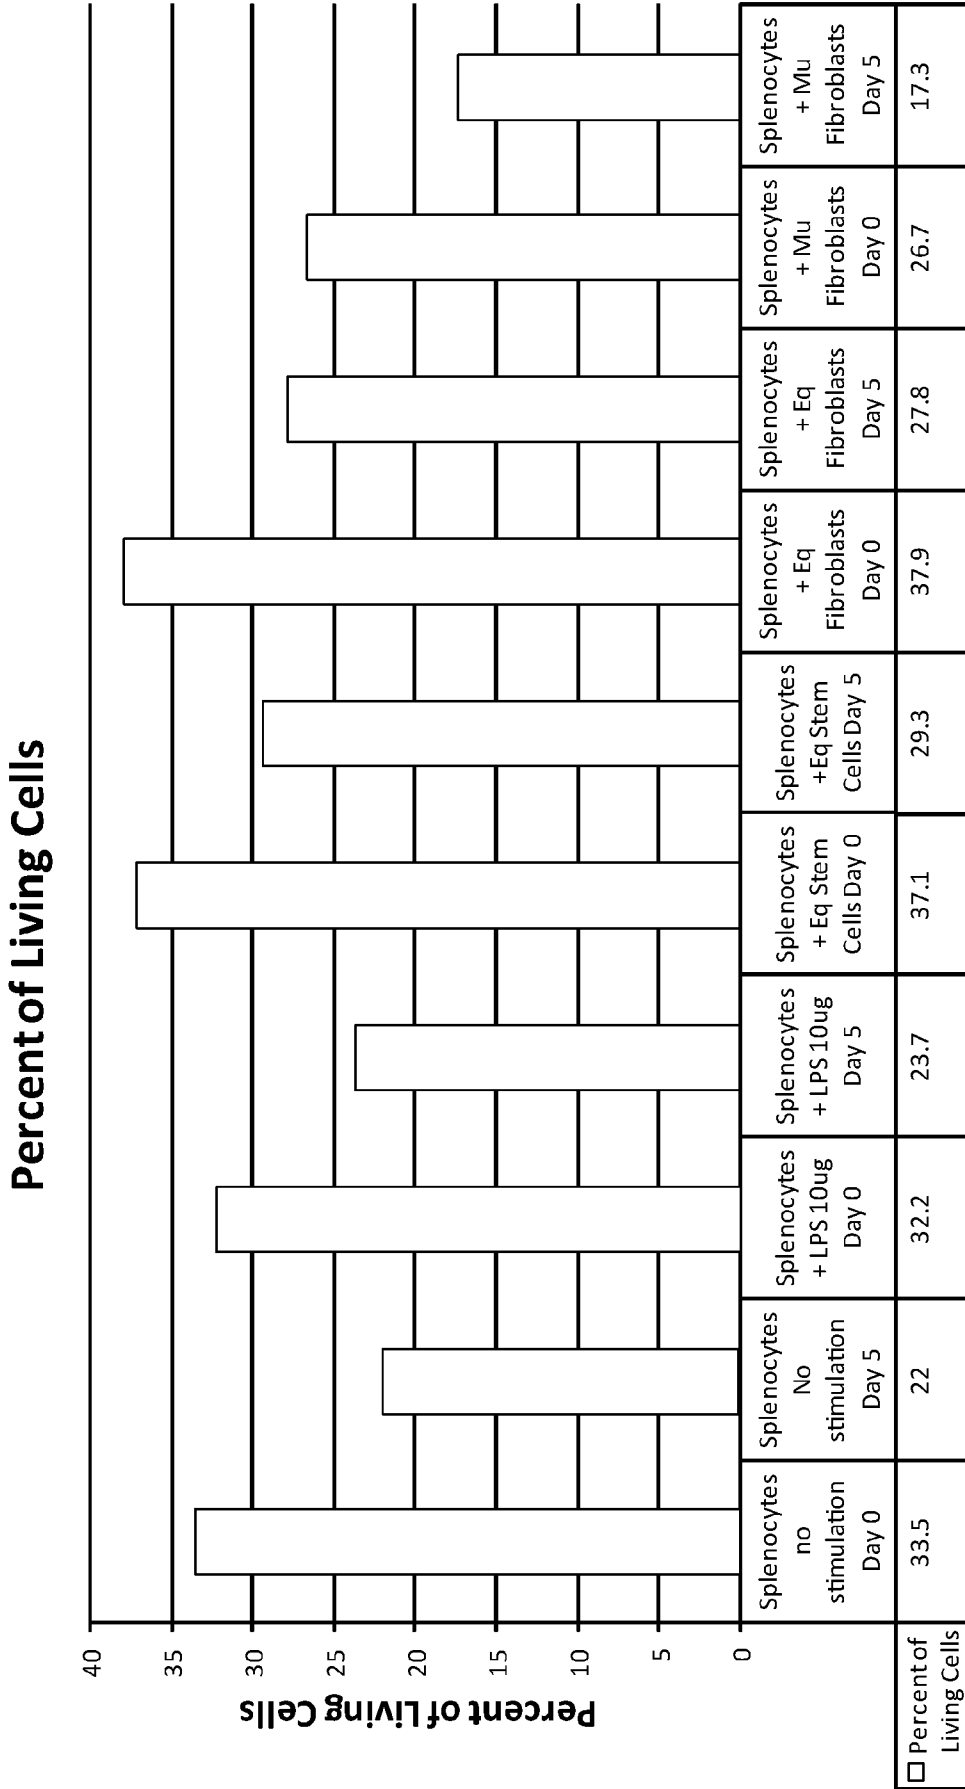 Percent of Living Cells
Percent of Living Cells
40
35
30
25
20
15
10
5
0
Splenocytes
no
stimulation
Day 0
Splenocytes
No
stimulation
Day 5
Splenocytes
+ LPS 10ug
Day 0
Splenocytes
+ LPS 10ug
Day 5
Splenocytes
+ Eq Stem
Cells Day 0
Splenocytes
+Eq Stem
Cells Day 5
Splenocytes
+ Eq
Fibroblasts
Day 0
Splenocytes
+ Eq
Fibroblasts
Day 5
Splenocytes
+ Mu
Fibroblasts
Day 0
Splenocytes
+ Mu
Fibroblasts
Day 5
Percent of
Living Cells
33.5
22
32.2
23.7
37.1
29.3
37.9
27.8
26.7
17.3